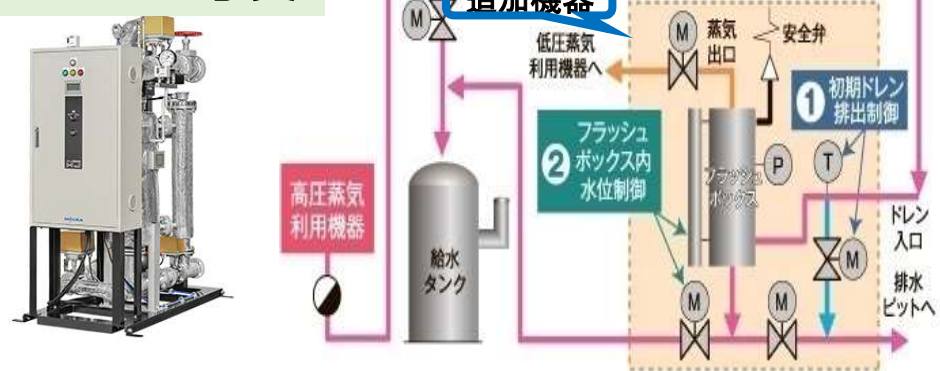 追加機器
M
M
蒸気
出口
安全弁
低圧蒸気
利用機器へ
1 初期ドレン
排出制御
2 フラッシュ
ボックス内
水位制御
フラッシュ
ボックス
P
T
高圧蒸気
利用機器
給水
タンク
ドレン
入口
M
排水
ピットへ
M
M